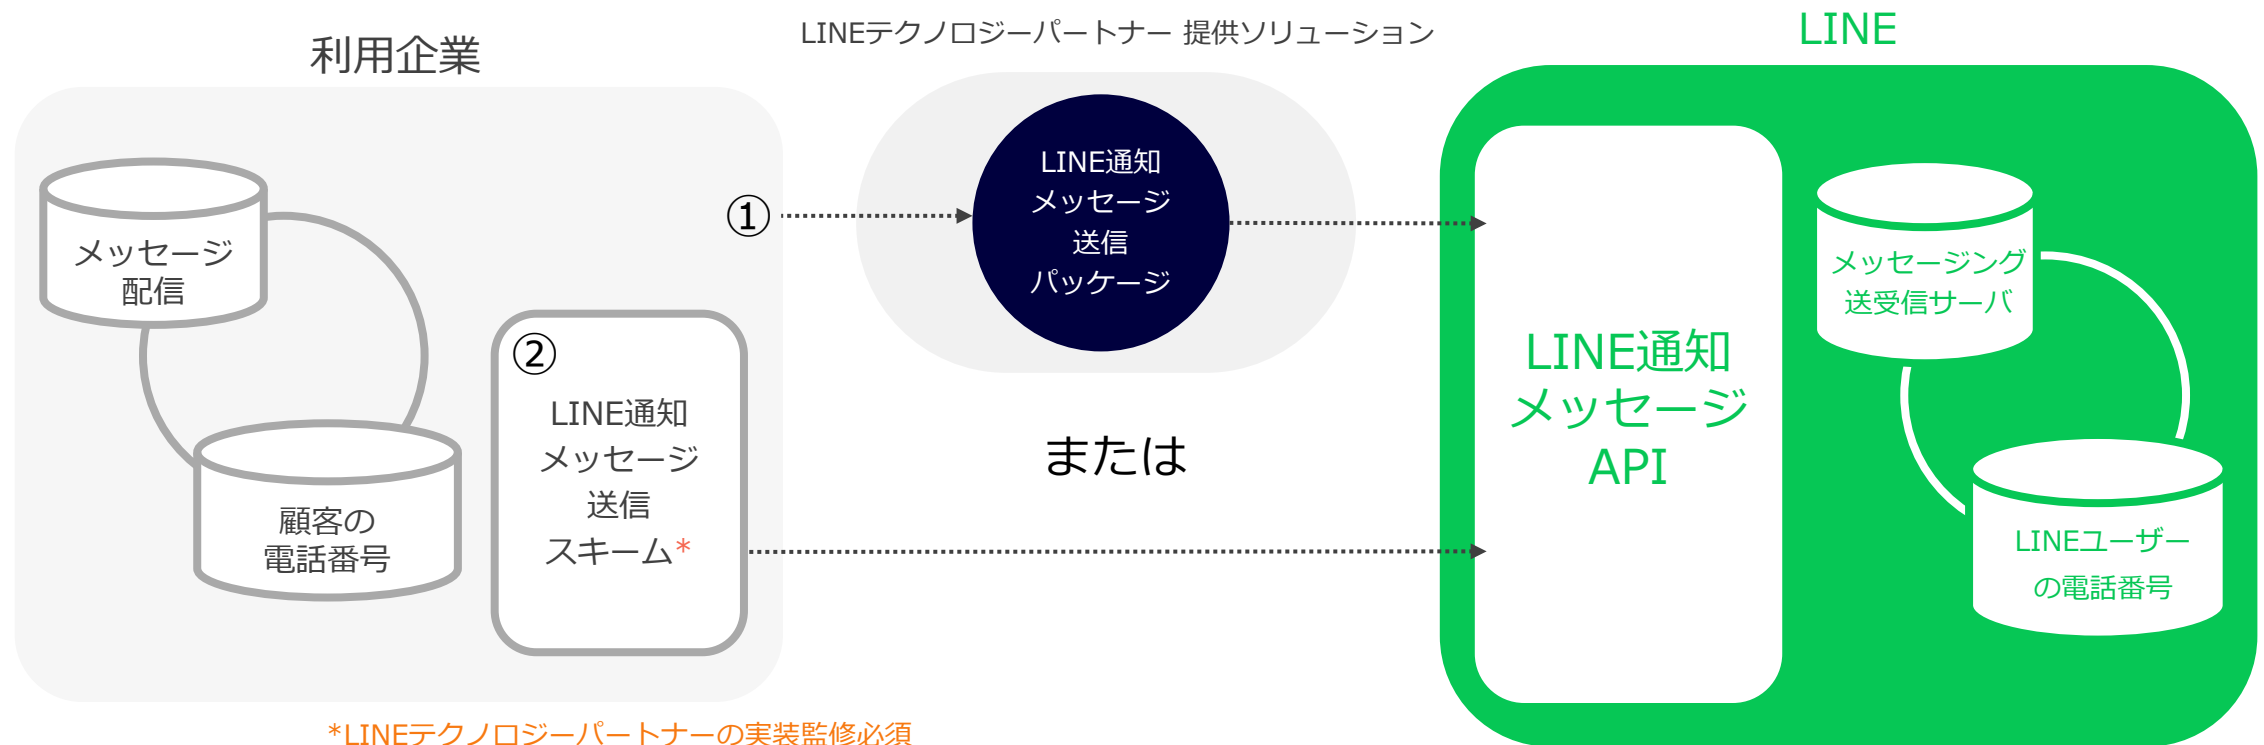 利用企業
LINEテクノロジーパートナー 提供ソリューション
LINE
メッセージ
配信
顧客の
電話番号
①
②
LINE通知
メッセージ
送信
スキーム*
LINE通知
メッセージ
送信
パッケージ
または
LINE通知
メッセージ
API
メッセージング
送受信サーバ
LINEユーザー
の電話番号
*LINEテクノロジーパートナーの実装監修必須